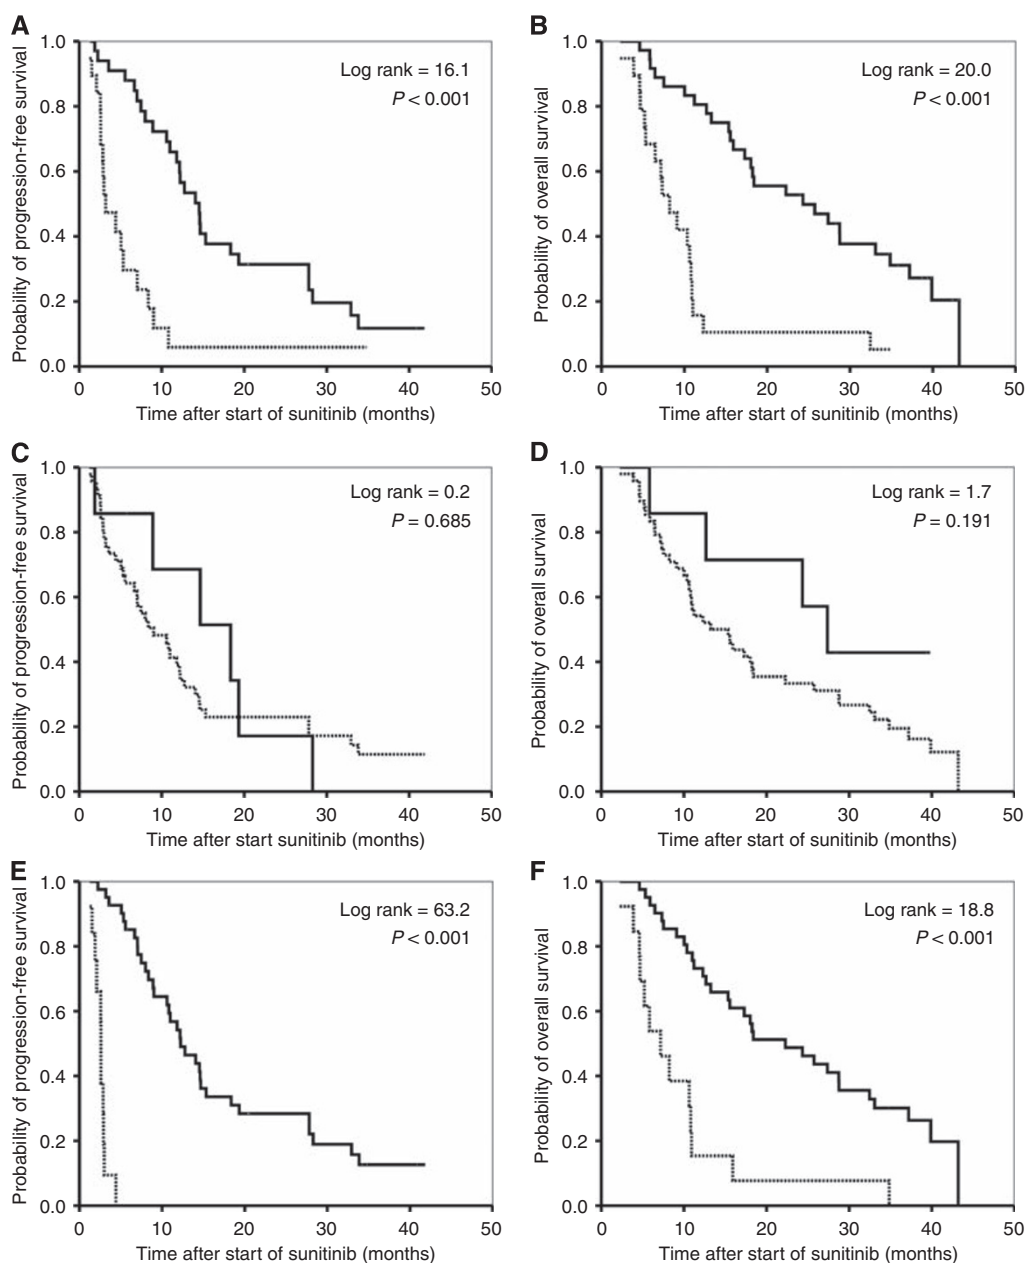 A
Probability of progression-free survival
1.0
0.8
0.6
0.4
0.2
0.0
Log rank = 16.1
P < 0.001
0 10 20 30 40 50
Time after start of sunitinib (months)
B
Probability of overall survival
1.0
0.8
0.6
0.4
0.2
0.0
Log rank = 20.0
P < 0.001
0 10 20 30 40 50
Time after start of sunitinib (months)
C
Probability of progression-free survival
1.0
0.8
0.6
0.4
0.2
0.0
Log rank = 0.2
P = 0.685
0 10 20 30 40 50
Time after start sunitinib (months)
D
Probability of overall survival
1.0
0.8
0.6
0.4
0.2
0.0
Log rank = 1.7
P = 0.191
0 10 20 30 40 50
Time after start of sunitinib (months)
E
Probability of progression-free survival
1.0
0.8
0.6
0.4
0.2
0.0
Log rank = 63.2
P < 0.001
0 10 20 30 40 50
Time after start of sunitinib (months)
F
Probability of overall survival
1.0
0.8
0.6
0.4
0.2
0.0
Log rank = 18.8
P < 0.001
0 10 20 30 40 50
Time after start of sunitinib (months)